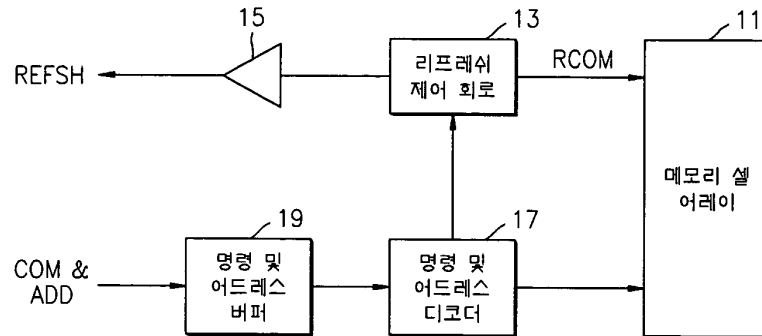 15
13
11
REFSH
리프레쉬
제어 회로
RCOM
메모리 셀
어레이
19
17
COM &
ADD
명령 및
어드레스
버퍼
명령 및
어드레스
디코더